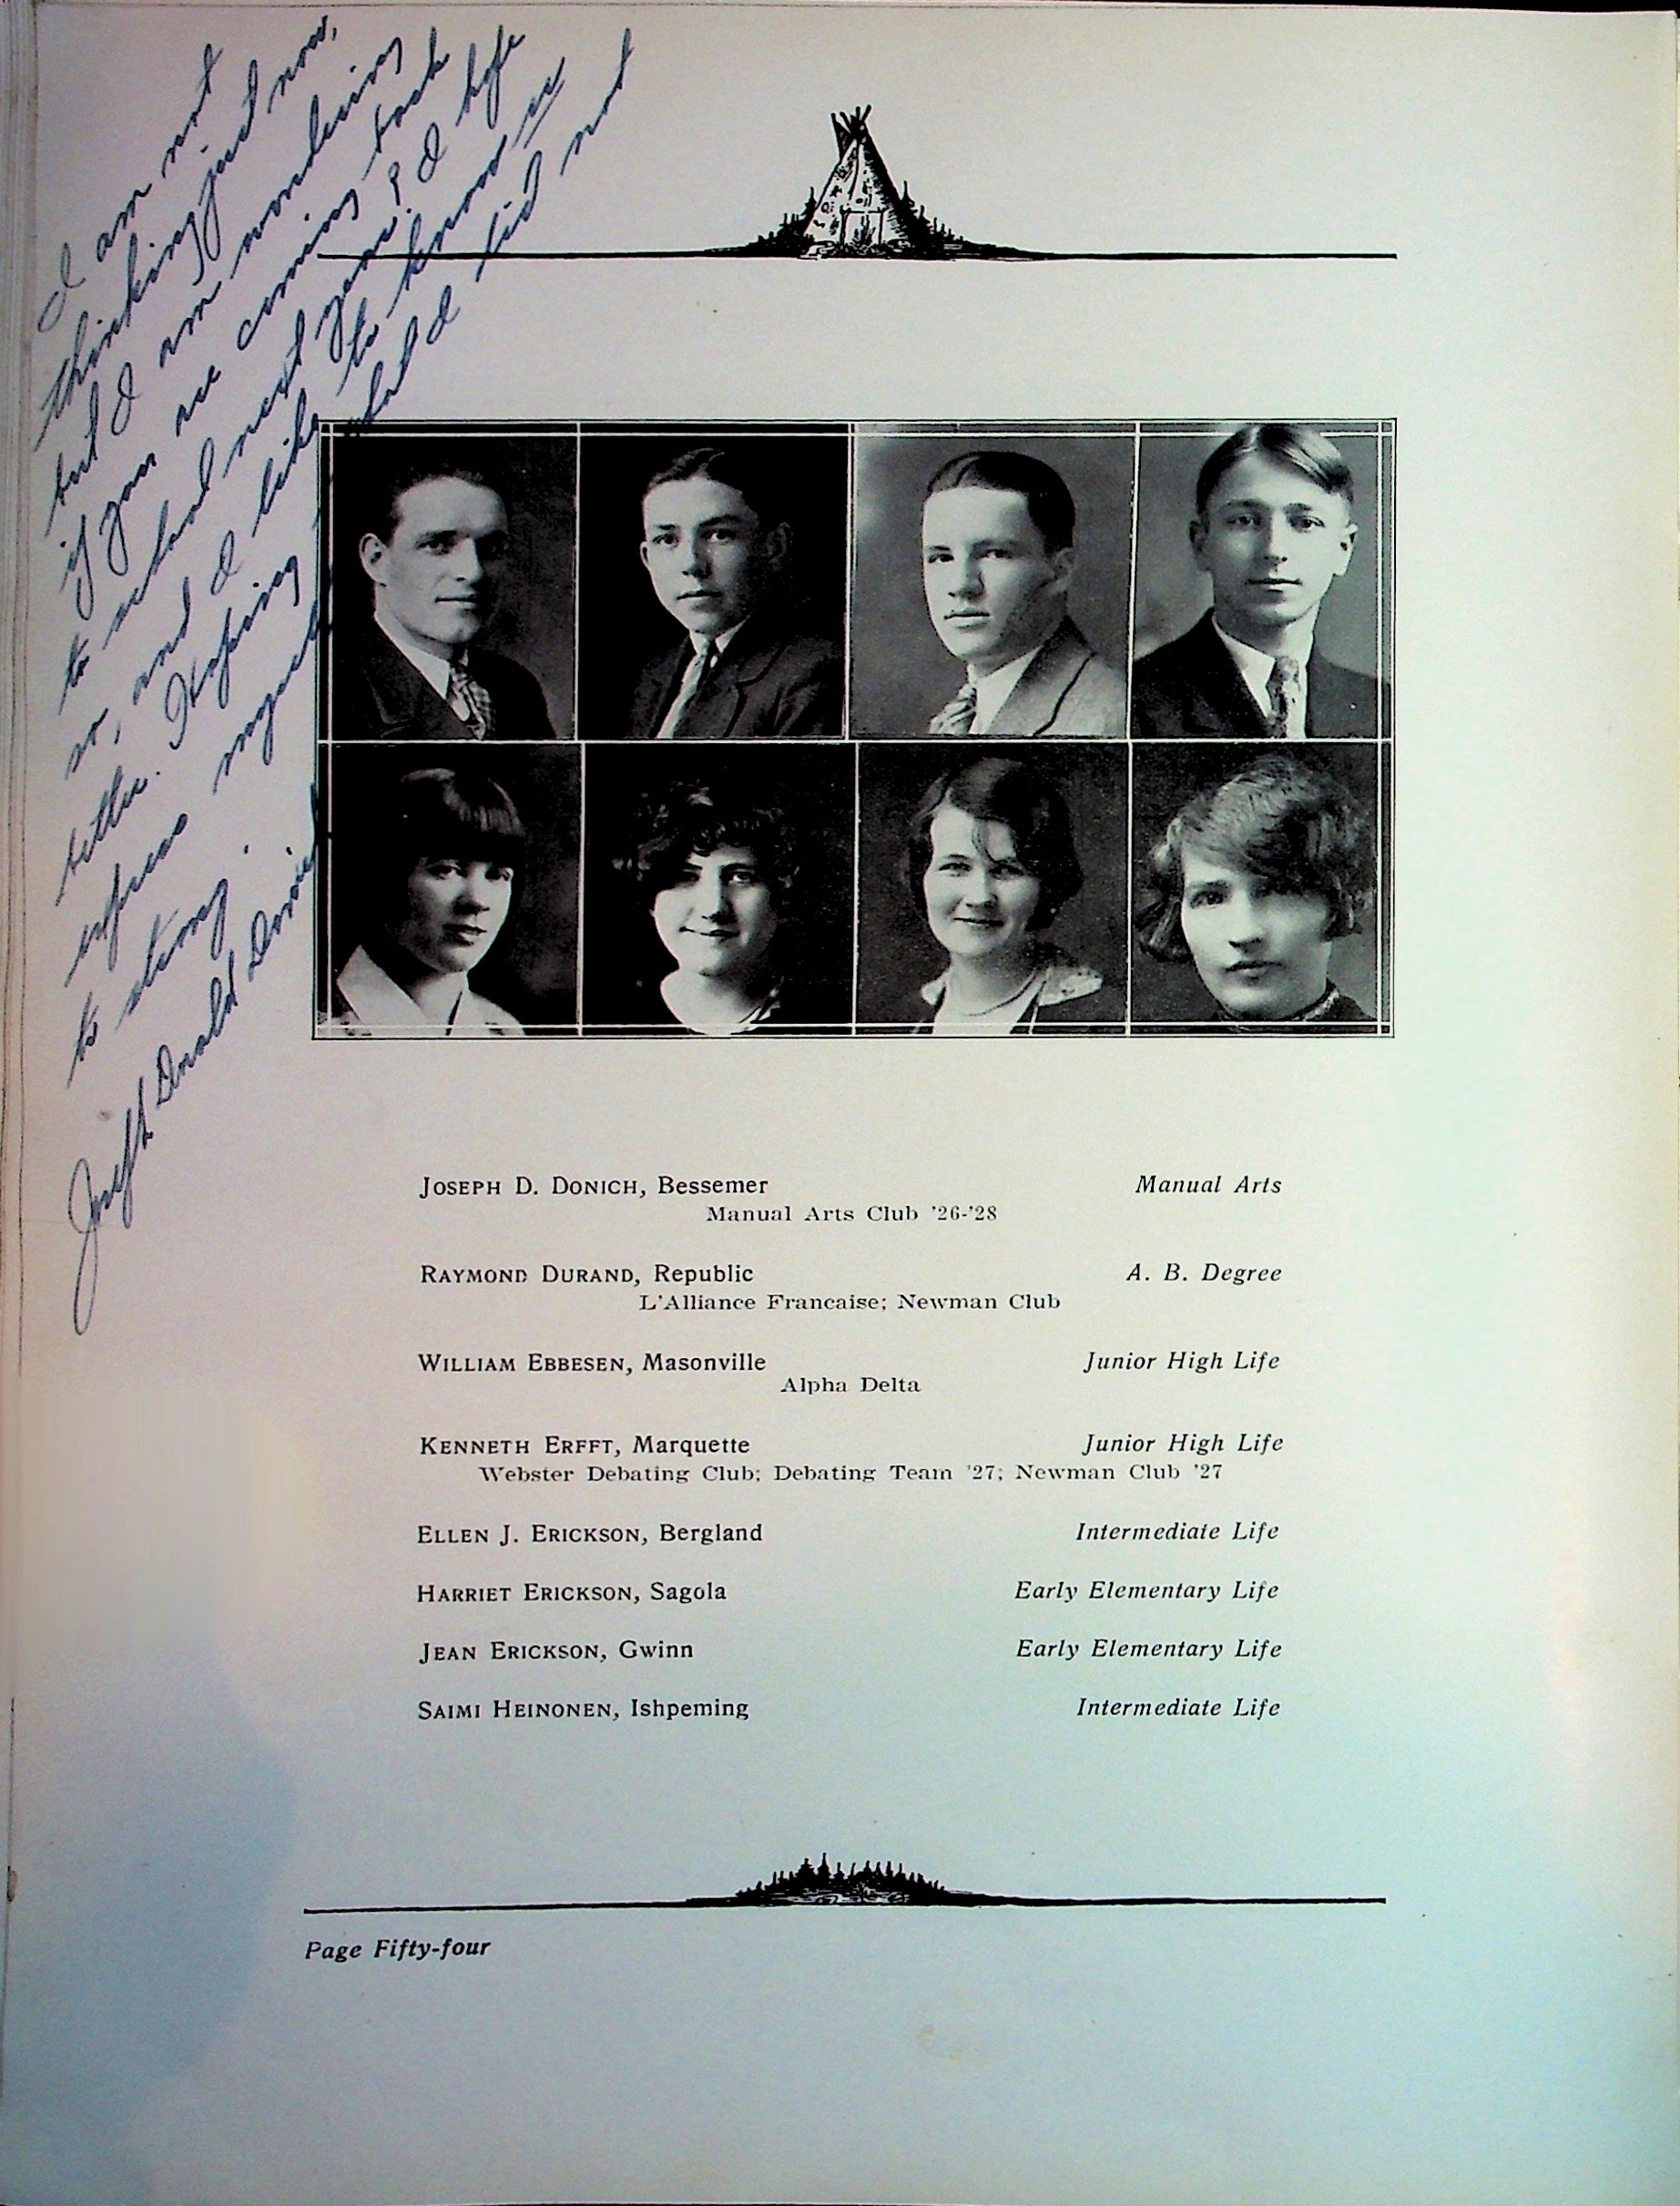 I am not
thinking just now,
but I am wondering
if you are coming back
to school next year? I hope
so, and I like to know u
better. Hoping that I did not
express myself
to strong.
Joseph Donald Donich
JOSEPH D. DONICH, Bessemer Manual Arts
Manual Arts Club '26-'28
RAYMOND DURAND, Republic A. B. Degree
L'Alliance Francaise; Newman Club
WILLIAM EBBESEN, Masonville Junior High Life
Alpha Delta
KENNETH ERFFT, Marquette Junior High Life
Webster Debating Club; Debating Team '27; Newman Club '27
ELLEN J. ERICKSON, Bergland Intermediate Life
HARRIET ERICKSON, Sagola Early Elementary Life
JEAN ERICKSON, Gwinn Early Elementary Life
SAIMI HEINONEN, Ishpeming Intermediate Life
Page Fifty-four